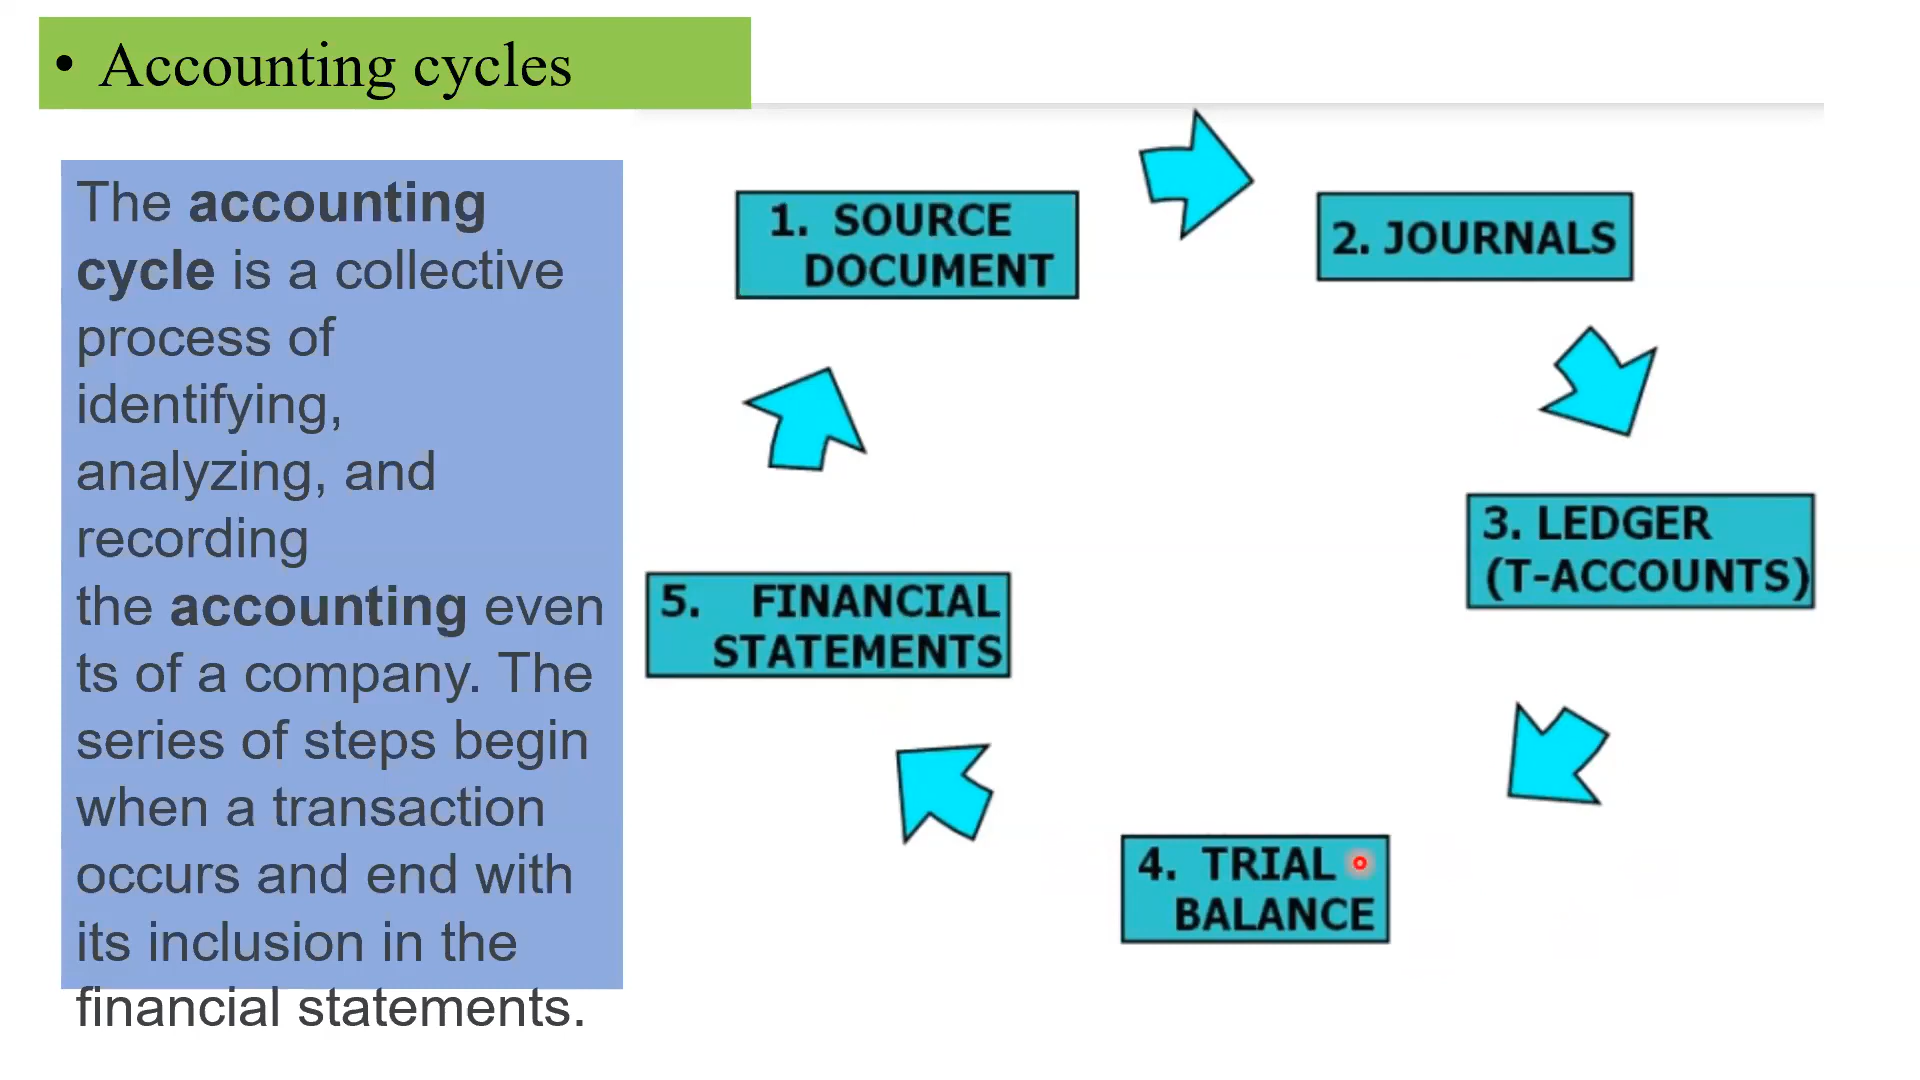 • Accounting cycles
The accounting
cycle is a collective
process of
identifying,
analyzing, and
recording
the accounting even
ts of a company. The
series of steps begin
when a transaction
occurs and end with
its inclusion in the
financial statements.
1. SOURCE
DOCUMENT
2. JOURNALS
3. LEDGER
(T-ACCOUNTS)
4. TRIAL
BALANCE
5. FINANCIAL
STATEMENTS